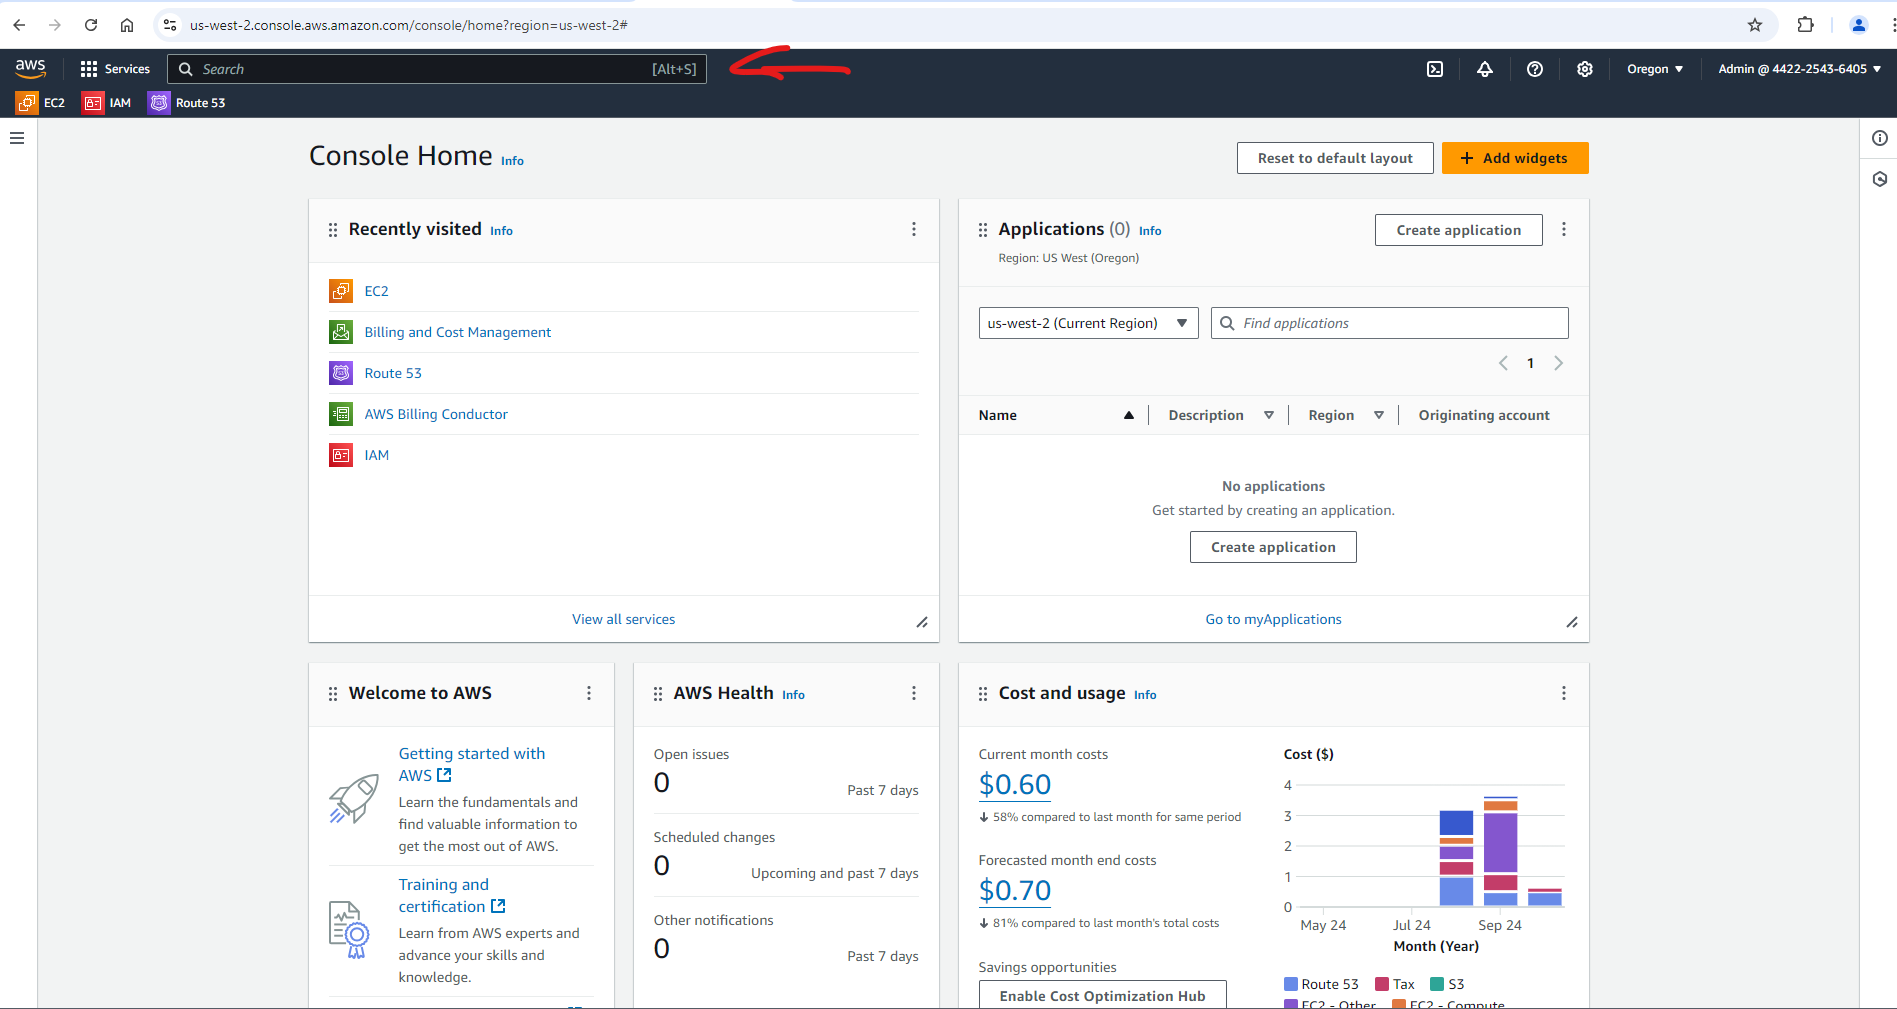 us-west-2.console.aws.amazon.com/console/home?region=us-west-2#
aws
Services
Search
[Alt+S]
Oregon
Admin @ 4422-2543-6405
EC2
IAM
Route 53
Console Home
Info
Reset to default layout
Add widgets
Recently visited
Info
EC2
Billing and Cost Management
Route 53
AWS Billing Conductor
IAM
View all services
Applications (0)
Info
Region: US West (Oregon)
Create application
us-west-2 (Current Region)
Find applications
1
Name
Description
Region
Originating account
No applications
Get started by creating an application.
Create application
Go to myApplications
Welcome to AWS
Getting started with
AWS
Learn the fundamentals and
find valuable information to
get the most out of AWS.
Training and
certification
Learn from AWS experts and
advance your skills and
knowledge.
AWS Health
Info
Open issues
0
Past 7 days
Scheduled changes
0
Upcoming and past 7 days
Other notifications
0
Past 7 days
Cost and usage
Info
Current month costs
$0.60
58% compared to last month for same period
Forecasted month end costs
$0.70
81% compared to last month's total costs
Savings opportunities
Enable Cost Optimization Hub
Cost ($)
4
3
2
1
0
May 24
Jul 24
Sep 24
Month (Year)
Route 53
Tax
S3
EC2 - Other
EC2 - Compute